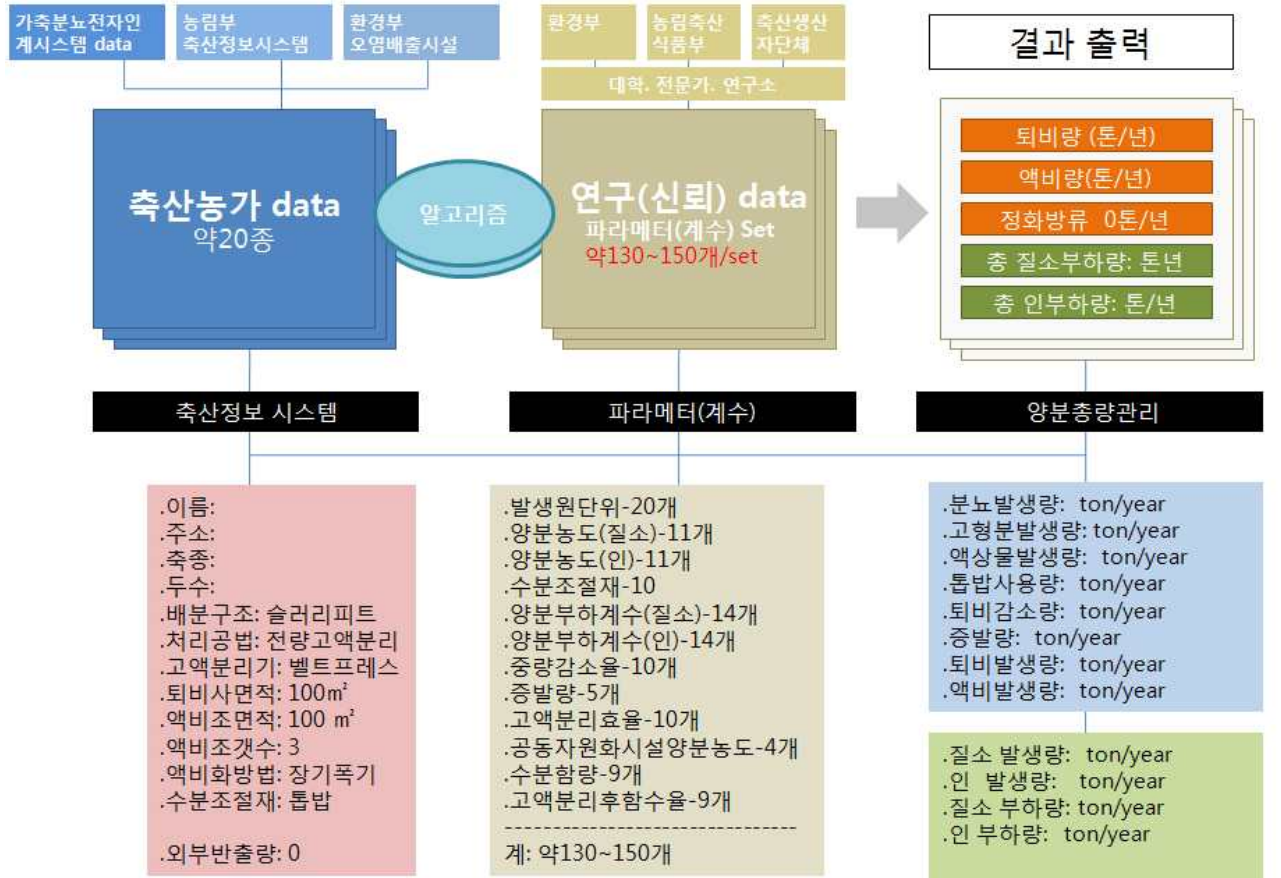 가축분뇨전자인
계시스템 data
농림부
축산정보시스템
환경부
오염배출시설
환경부
농림축산
식품부
축산생산
자단체
대학. 전문가. 연구소
결과 출력
축산농가 data
약20종
알고리즘
연구(신뢰) data
파라메터(계수) Set
약130~150개/set
퇴비량 (톤/년)
액비량(톤/년)
정화방류 0톤/년
총 질소부하량: 톤년
총 인부하량: 톤/년
축산정보 시스템
파라메터(계수)
양분총량관리
.이름:
.주소:
.축종:
.두수:
.배분구조: 슬러리피트
.처리공법: 전량고액분리
.고액분리기: 벨트프레스
.퇴비사면적: 100㎡
.액비조면적: 100 ㎡
.액비조갯수: 3
.액비화방법: 장기폭기
.수분조절재: 톱밥
.외부반출량: 0
.발생원단위-20개
.양분농도(질소)-11개
.양분농도(인)-11개
.수분조절재-10
.양분부하계수(질소)-14개
.양분부하계수(인)-14개
.중량감소율-10개
.증발량-5개
.고액분리효율-10개
.공동자원화시설양분농도-4개
.수분함량-9개
.고액분리후함수율-9개
--------------------------------
계: 약130~150개
.분뇨발생량: ton/year
.고형분발생량: ton/year
.액상물발생량: ton/year
.톱밥사용량: ton/year
.퇴비감소량: ton/year
.증발량: ton/year
.퇴비발생량: ton/year
.액비발생량: ton/year
.질소 발생량: ton/year
.인 발생량: ton/year
.질소 부하량: ton/year
.인 부하량: ton/year